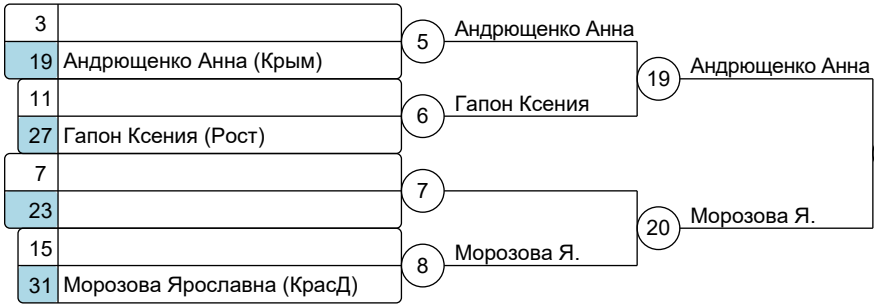 3
19 Андрющенко Анна (Крым)
11
27 Гапон Ксения (Рост)
7
23
15
31 Морозова Ярославна (КрасД)
5 Андрющенко Анна
6 Гапон Ксения
7
8 Морозова Я.
19 Андрющенко Анна
20 Морозова Я.